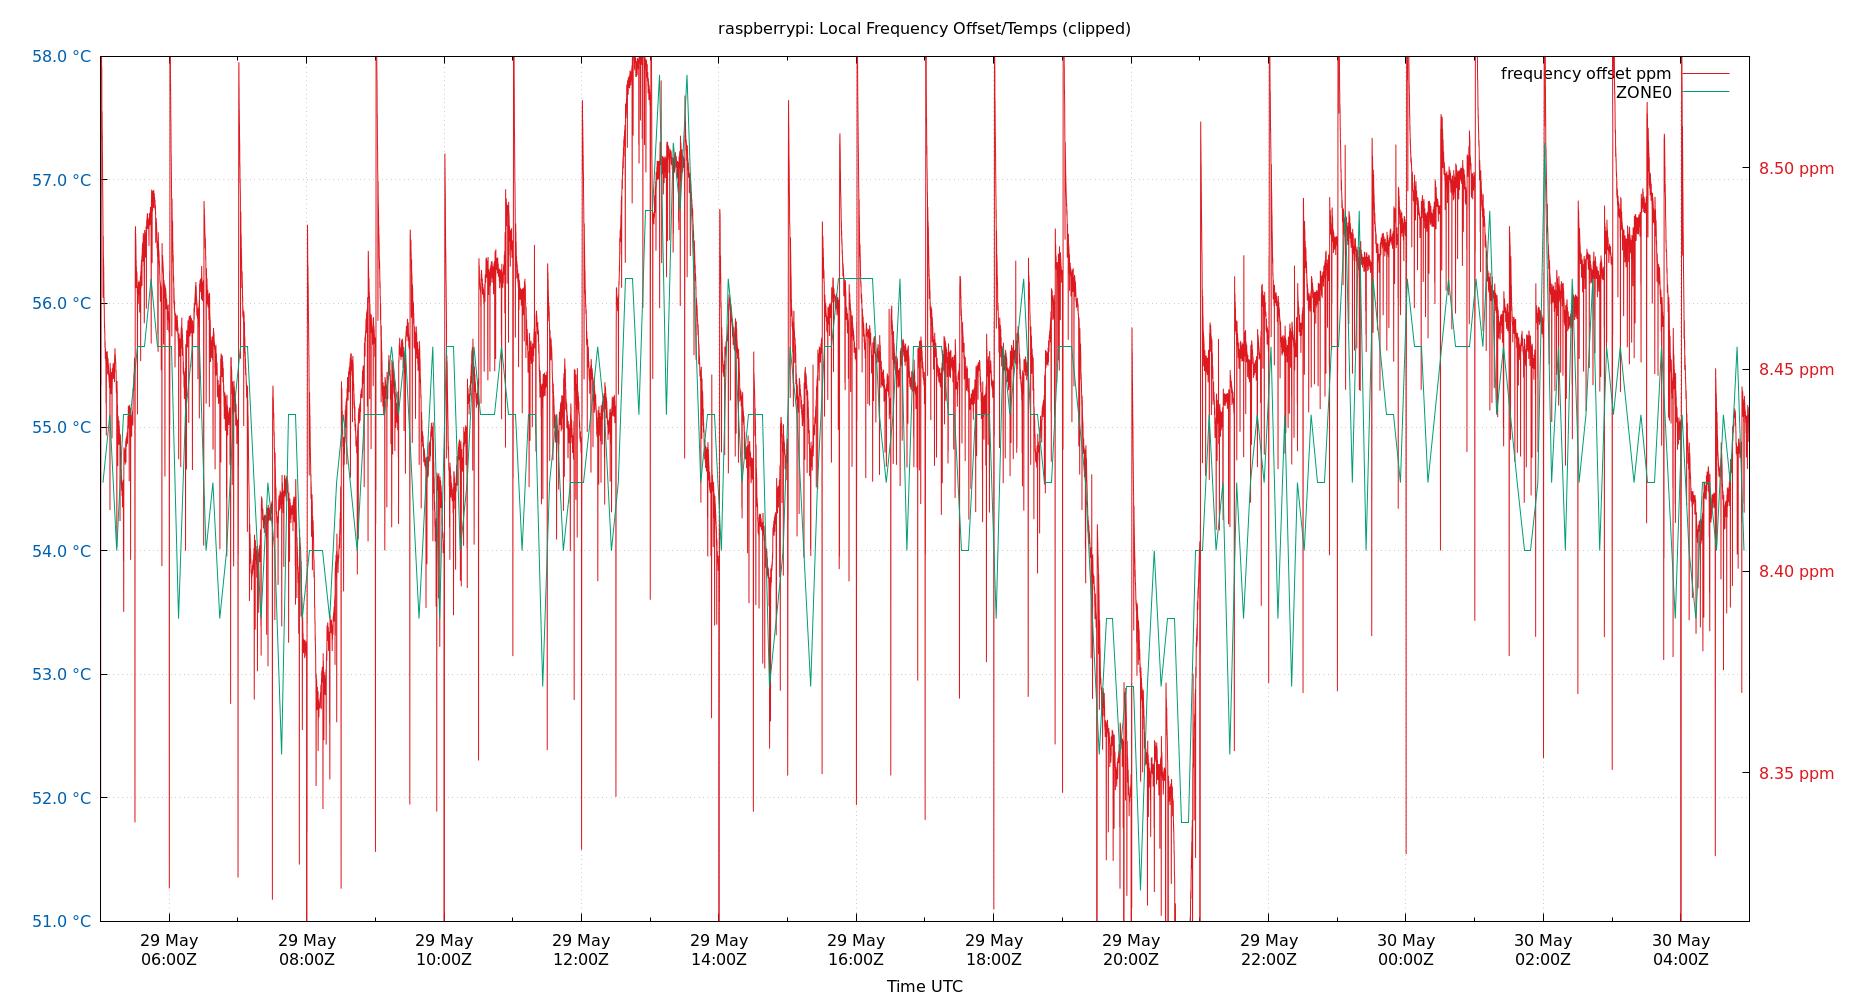 raspberrypi: Local Frequency Offset/Temps (clipped)
58.0 °C
57.0 °C
56.0 °C
55.0 °C
54.0 °C
53.0 °C
52.0 °C
51.0 °C
frequency offset ppm
ZONE0
8.50 ppm
8.45 ppm
8.40 ppm
8.35 ppm
29 May
06:00Z
29 May
08:00Z
29 May
10:00Z
29 May
12:00Z
29 May
14:00Z
29 May
16:00Z
29 May
18:00Z
29 May
20:00Z
29 May
22:00Z
30 May
00:00Z
30 May
02:00Z
30 May
04:00Z
Time UTC